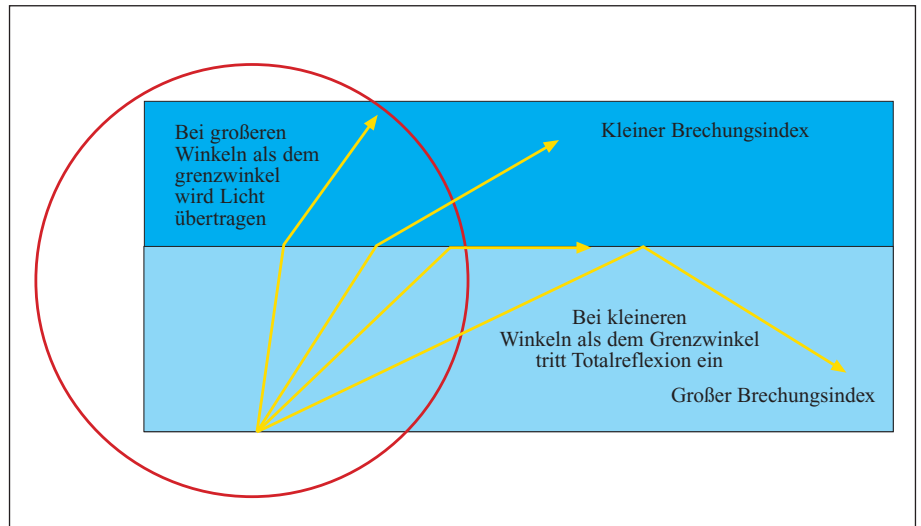 Bei großeren
Winkeln als dem
grenzwinkel
wird Licht
übertragen
Kleiner Brechungsindex
Bei kleineren
Winkeln als dem Grenzwinkel
tritt Totalreflexion ein
Großer Brechungsindex